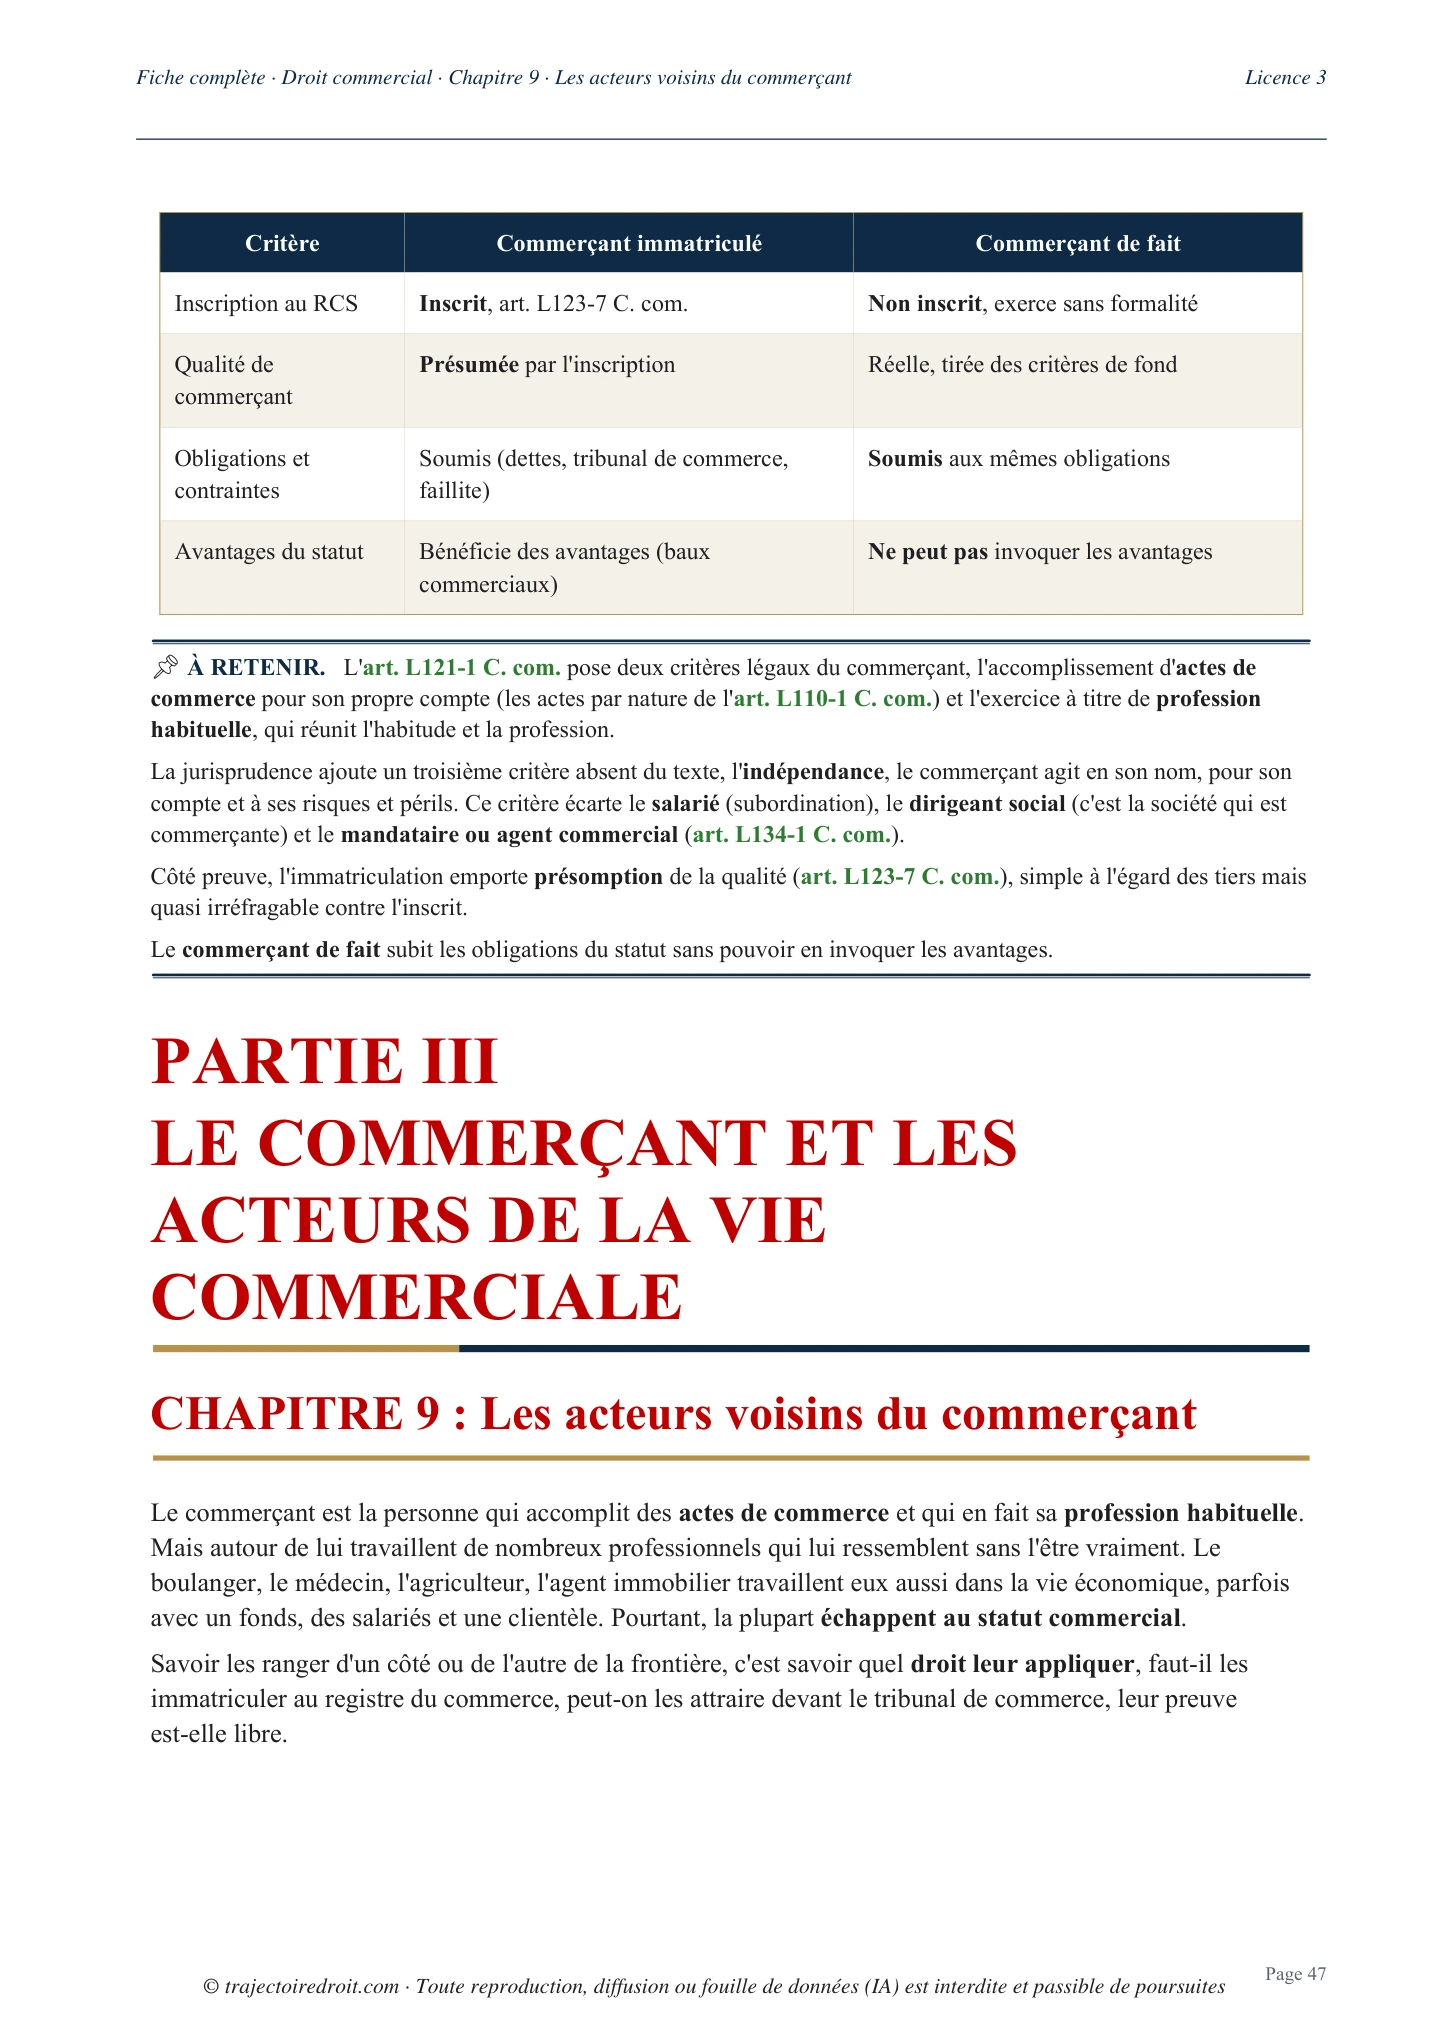 Fiche complète · Droit commercial · Chapitre 9 · Les acteurs voisins du commerçant
Licence 3
Critère
Commerçant immatriculé
Commerçant de fait
Inscription au RCS
Inscrit, art. L123-7 C. com.
Non inscrit, exerce sans formalité
Qualité de
commerçant
Présumée par l'inscription
Réelle, tirée des critères de fond
Obligations et
contraintes
Soumis (dettes, tribunal de commerce,
faillite)
Soumis aux mêmes obligations
Avantages du statut
Bénéficie des avantages (baux
commerciaux)
Ne peut pas invoquer les avantages
À RETENIR. L'art. L121-1 C. com. pose deux critères légaux du commerçant, l'accomplissement d'actes de
commerce pour son propre compte (les actes par nature de l'art. L110-1 C. com.) et l'exercice à titre de profession
habituelle, qui réunit l'habitude et la profession.
La jurisprudence ajoute un troisième critère absent du texte, l'indépendance, le commerçant agit en son nom, pour son
compte et à ses risques et périls. Ce critère écarte le salarié (subordination), le dirigeant social (c'est la société qui est
commerçante) et le mandataire ou agent commercial (art. L134-1 C. com.).
Côté preuve, l'immatriculation emporte présomption de la qualité (art. L123-7 C. com.), simple à l'égard des tiers mais
quasi irréfragable contre l'inscrit.
Le commerçant de fait subit les obligations du statut sans pouvoir en invoquer les avantages.
PARTIE III
LE COMMERÇANT ET LES
ACTEURS DE LA VIE
COMMERCIALE
CHAPITRE 9 : Les acteurs voisins du commerçant
Le commerçant est la personne qui accomplit des actes de commerce et qui en fait sa profession habituelle.
Mais autour de lui travaillent de nombreux professionnels qui lui ressemblent sans l'être vraiment. Le
boulanger, le médecin, l'agriculteur, l'agent immobilier travaillent eux aussi dans la vie économique, parfois
avec un fonds, des salariés et une clientèle. Pourtant, la plupart échappent au statut commercial.
Savoir les ranger d'un côté ou de l'autre de la frontière, c'est savoir quel droit leur appliquer, faut-il les
immatriculer au registre du commerce, peut-on les attraire devant le tribunal de commerce, leur preuve
est-elle libre.
© trajectoiredroit.com · Toute reproduction, diffusion ou fouille de données (IA) est interdite et passible de poursuites
Page 47